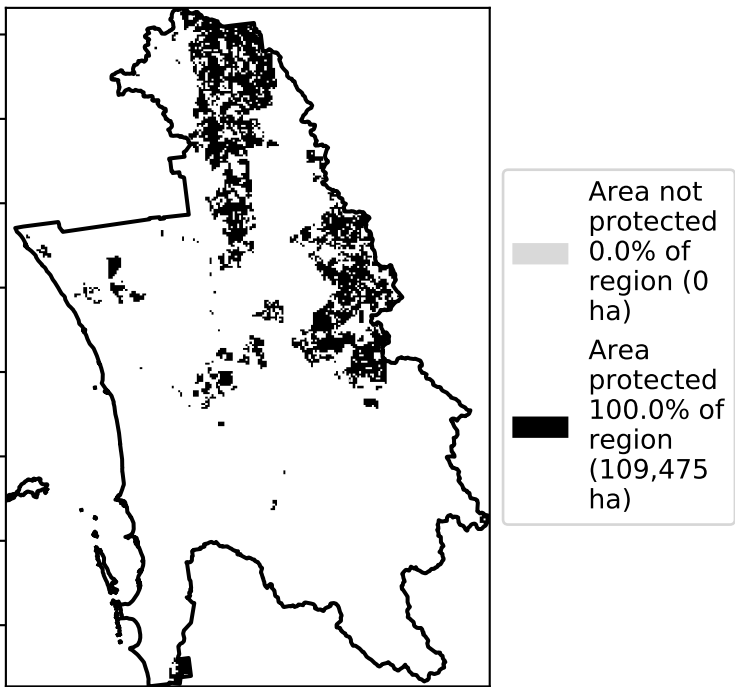 Area not
protected
0.0% of
region (0
ha)
Area
protected
100.0% of
region
(109,475
ha)